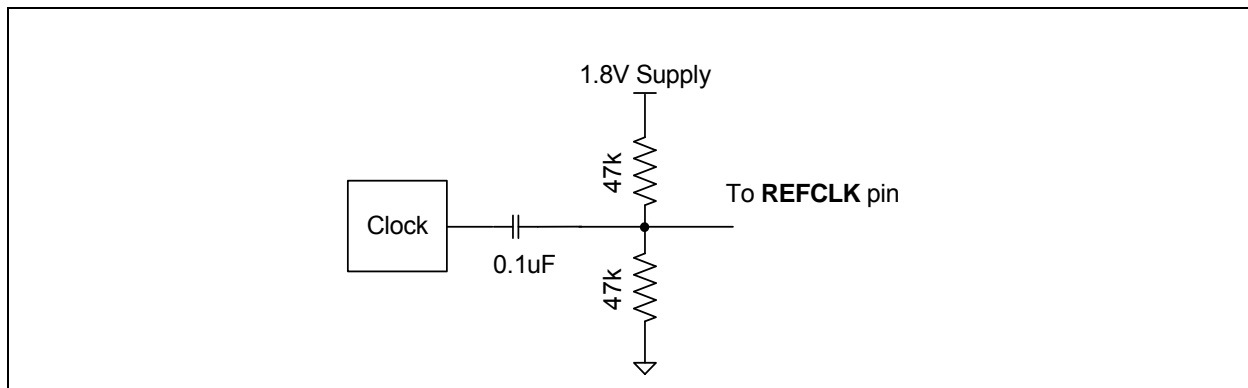 1.8V Supply
47k
To REFCLK pin
Clock
0.1uF
47k